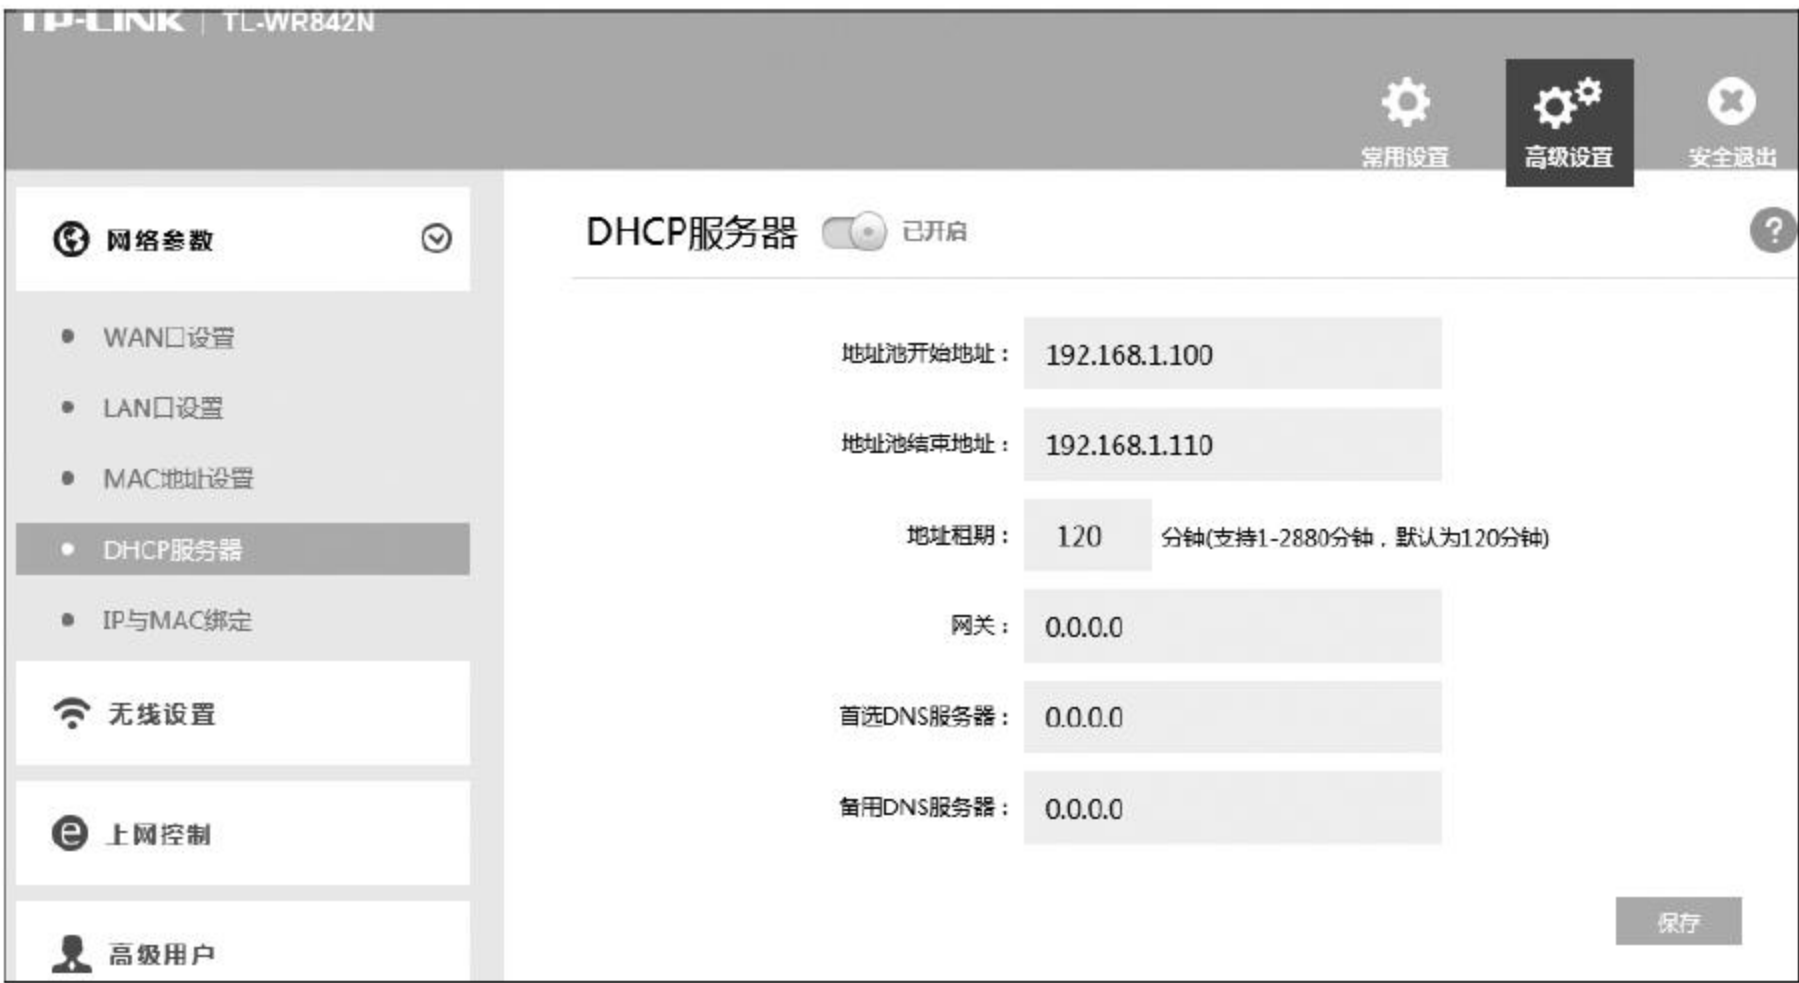 TP-LINK | TL-WR842N
常用设置 高级设置 安全退出
网络参数
DHCP服务器 已开启
?
WAN口设置
LAN口设置
MAC地址设置
DHCP服务器
IP与MAC绑定
无线设置
上网控制
高级用户
地址池开始地址： 192.168.1.100
地址池结束地址： 192.168.1.110
地址租期： 120 分钟(支持1-2880分钟，默认为120分钟)
网关： 0.0.0.0
首选DNS服务器： 0.0.0.0
备用DNS服务器： 0.0.0.0
保存